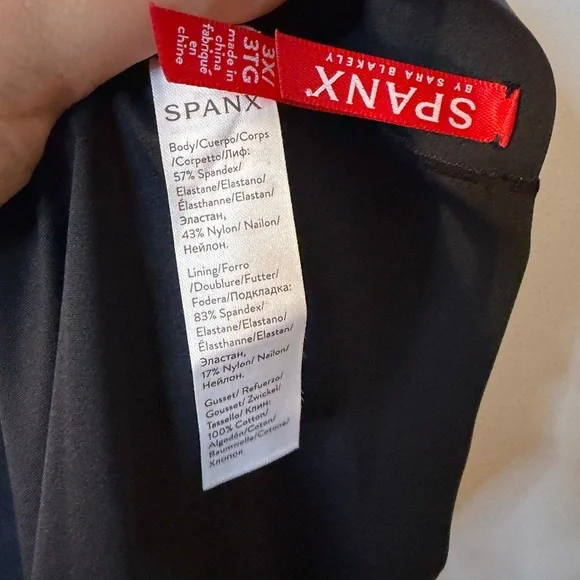 SPANX®
BY SARA BLAKELY
3X/
3TG
made in
china
fabriqué
en
chine
SPANX
Body/Cuerpo/Corps
/Corpetto/Лиф:
57% Spandex/
Elastane/Elastano/
Élasthanne/Elastan/
Эластан,
43% Nylon/ Nailon/
Нейлон.
Lining/Forro
/Doublure/Futter/
Fodera/Подкладка:
83% Spandex/
Elastane/Elastano/
Élasthanne/Elastan/
Эластан,
17% Nylon/ Nailon/
Нейлон.
Gusset/ Refuerzo/
Gousset/ Zwickel/
Tassello/ Клин:
100% Cotton/
Algodón/Coton/
Baumwolle/Cotone/
Хлопок